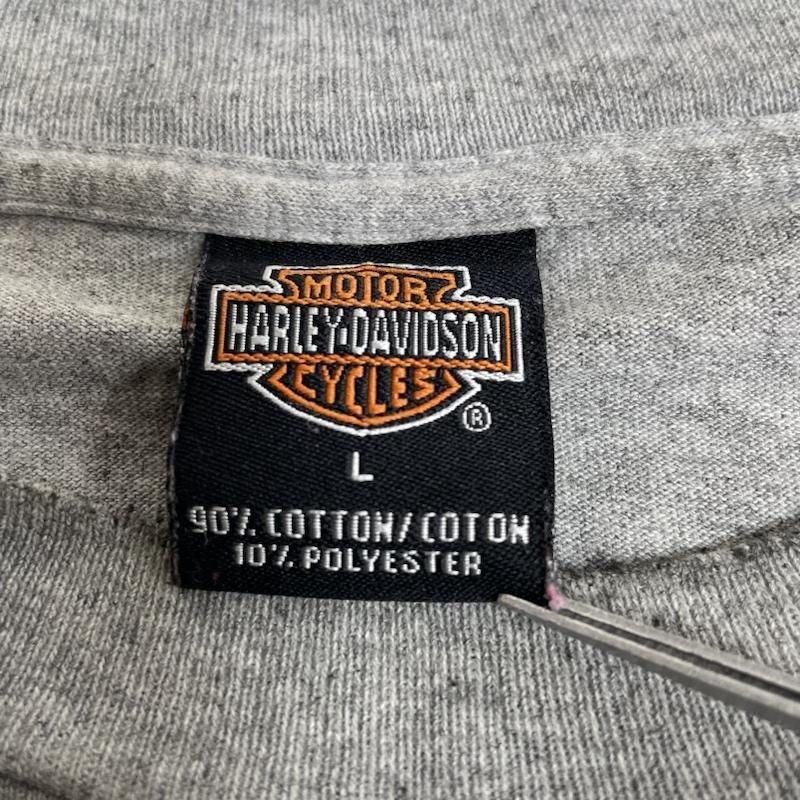 MOTOR
HARLEY-DAVIDSON
CYCLES
®
L
90% COTTON/COTON
10% POLYESTER